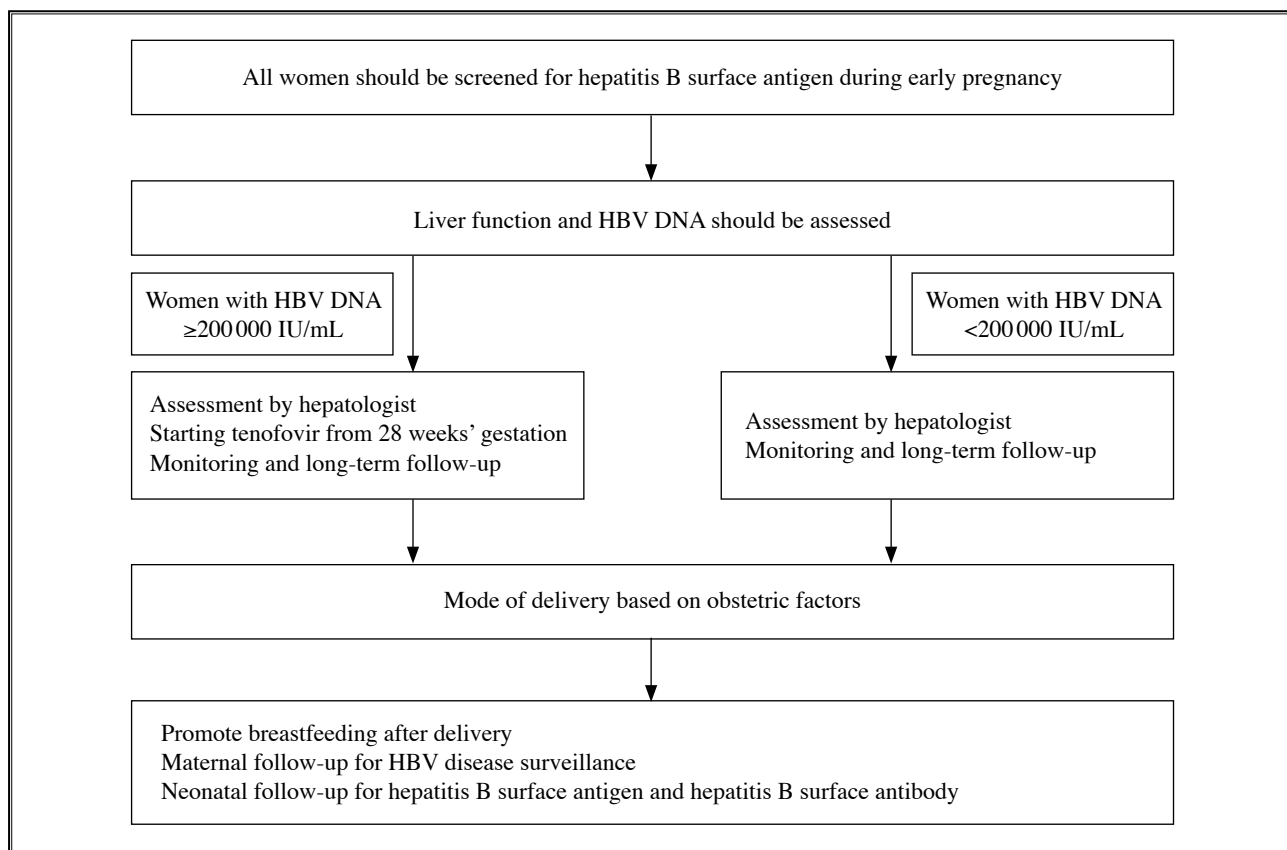 All women should be screened for hepatitis B surface antigen during early pregnancy
Liver function and HBV DNA should be assessed
Women with HBV DNA
≥200 000 IU/mL
Women with HBV DNA
<200 000 IU/mL
Assessment by hepatologist
Starting tenofovir from 28 weeks’ gestation
Monitoring and long-term follow-up
Assessment by hepatologist
Monitoring and long-term follow-up
Mode of delivery based on obstetric factors
Promote breastfeeding after delivery
Maternal follow-up for HBV disease surveillance
Neonatal follow-up for hepatitis B surface antigen and hepatitis B surface antibody